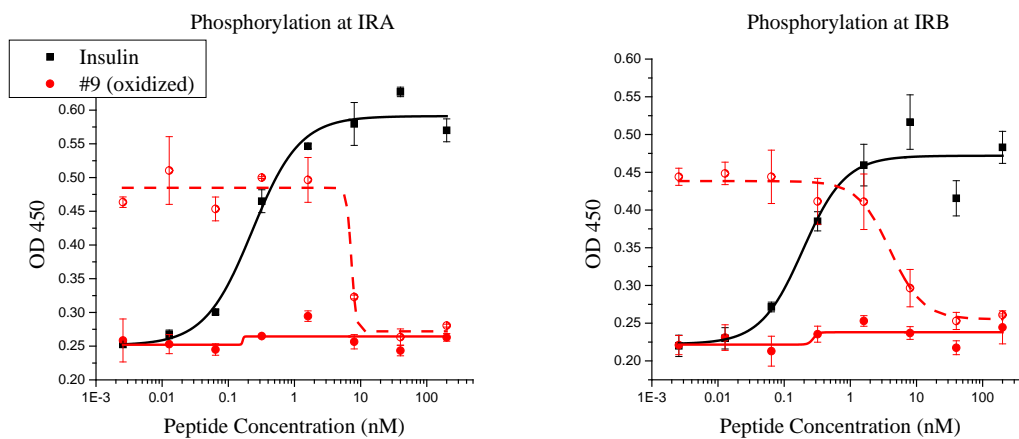 Phosphorylation at IRA
Insulin
#9 (oxidized)
0.60
0.55
0.50
0.45
0.40
0.35
0.30
0.25
0.20
OD 450
1E-3
0.01
0.1
1
10
100
Peptide Concentration (nM)
Phosphorylation at IRB
0.55
0.50
0.45
0.40
0.35
0.30
0.25
0.20
OD 450
1E-3
0.01
0.1
1
10
100
Peptide Concentration (nM)